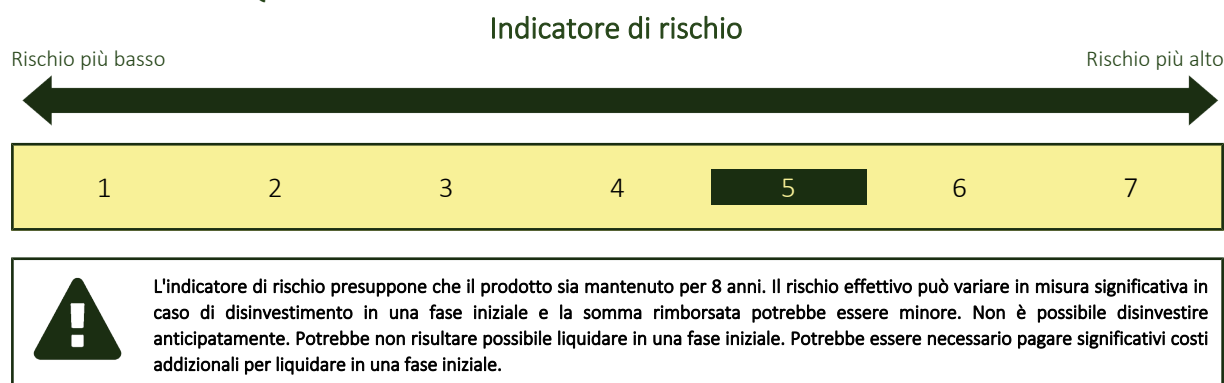 Indicatore di rischio
Rischio più basso
Rischio più alto
1 2 3 4 5 6 7
L'indicatore di rischio presuppone che il prodotto sia mantenuto per 8 anni. Il rischio effettivo può variare in misura significativa in
caso di disinvestimento in una fase iniziale e la somma rimborsata potrebbe essere minore. Non è possibile disinvestire
anticipatamente. Potrebbe non risultare possibile liquidare in una fase iniziale. Potrebbe essere necessario pagare significativi costi
addizionali per liquidare in una fase iniziale.